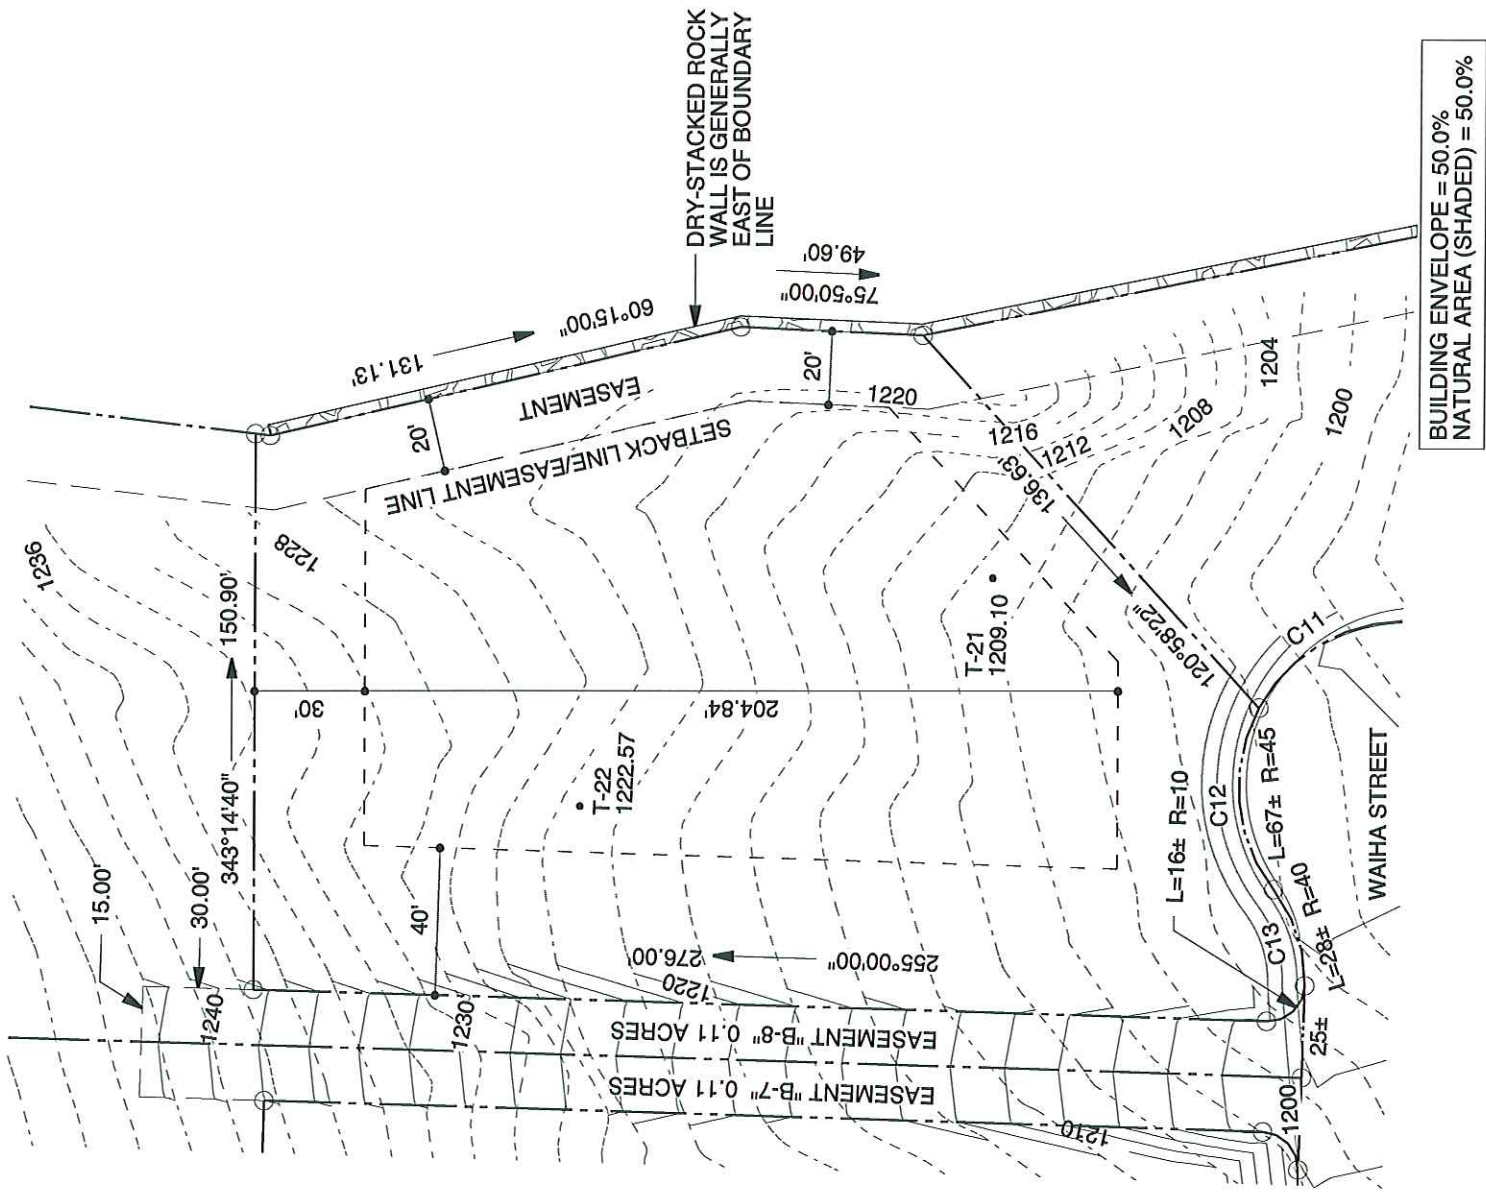 DRY-STACKED ROCK
WALL IS GENERALLY
EAST OF BOUNDARY
LINE
49.60'
75°50'00"
60°15'00"
131.13'
EASEMENT
20'
20'
SETBACK LINE/EASEMENT LINE
1220
1216
1212
1208
1204
1200
136.63'
120°58'22"
1236
1228
150.90'
343°14'40"
30'
204.84'
T-21
1209.10
T-22
1222.57
15.00'
30.00'
40'
276.00'
255°00'00"
1240
1230
1220
EASEMENT "B-8" 0.11 ACRES
EASEMENT "B-7" 0.11 ACRES
1210
1200
25±
L=28± R=40
L=16± R=10
L=67± R=45
C13
C12
C11
WAIHA STREET
BUILDING ENVELOPE = 50.0%
NATURAL AREA (SHADED) = 50.0%